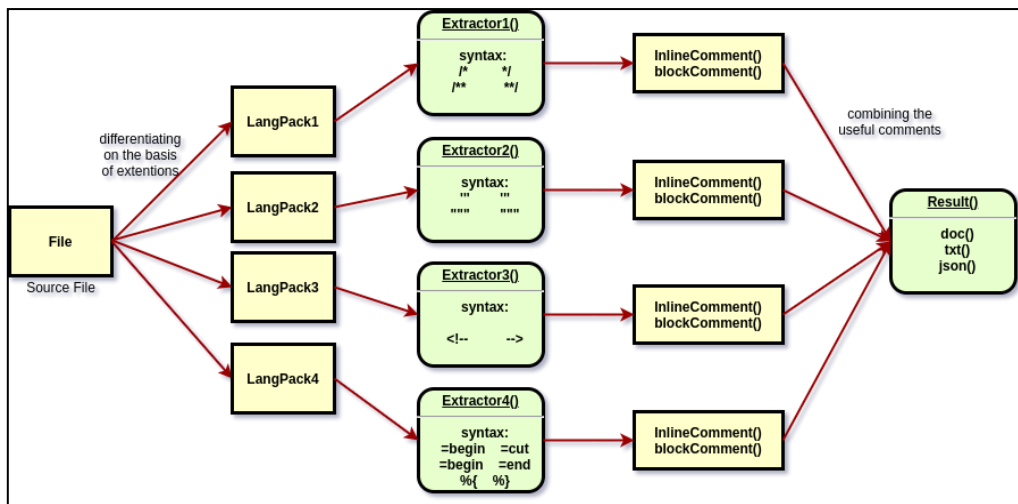 File
Source File
differentiating
on the basis
of extentions
LangPack1
LangPack2
LangPack3
LangPack4
Extractor1()
syntax:
/* */
/** **/
Extractor2()
syntax:
''' '''
""" """
Extractor3()
syntax:
<!-- -->
Extractor4()
syntax:
=begin =cut
=begin =end
%{ %}
InlineComment()
blockComment()
InlineComment()
blockComment()
InlineComment()
blockComment()
InlineComment()
blockComment()
combining the
useful comments
Result()
doc()
txt()
json()